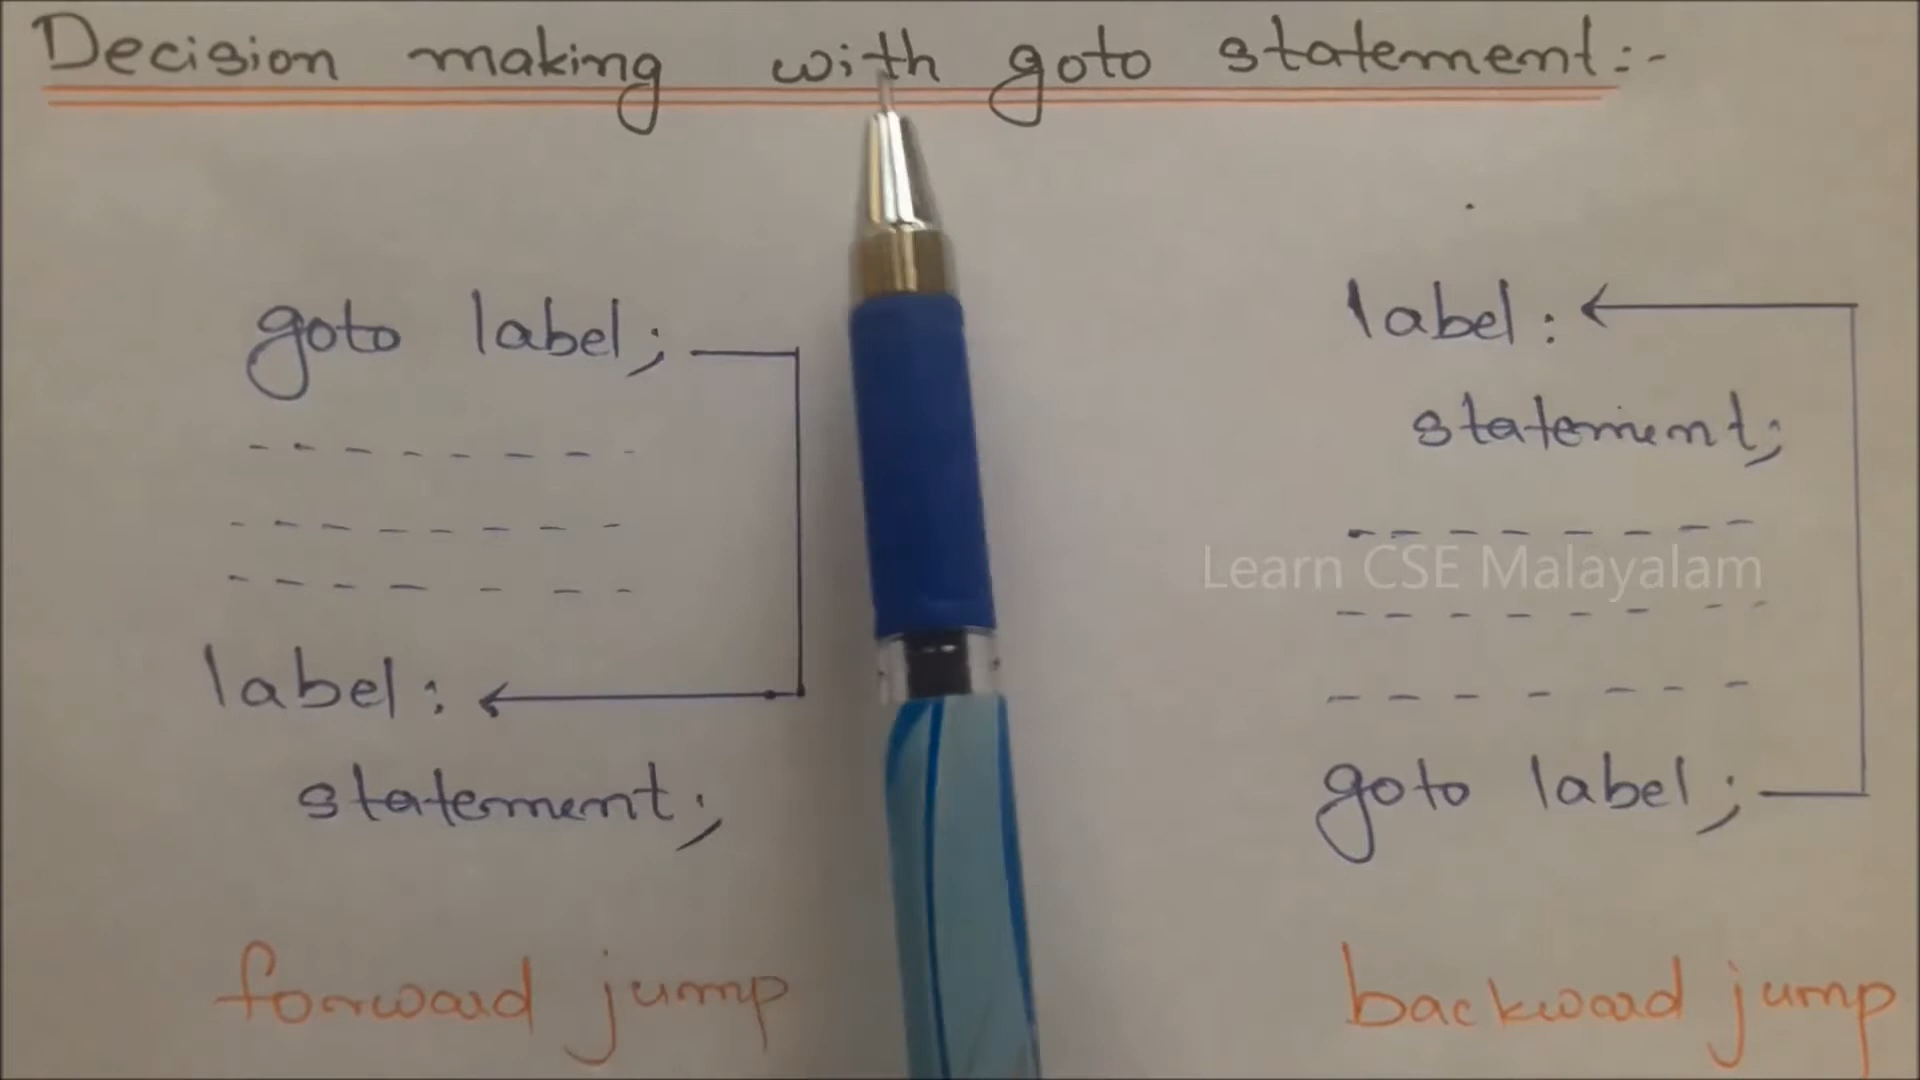 Decision making with goto statement:-
goto label;
label:
statement;
forward jump
label:
statement;
goto label;
backward jump
Learn CSE Malayalam